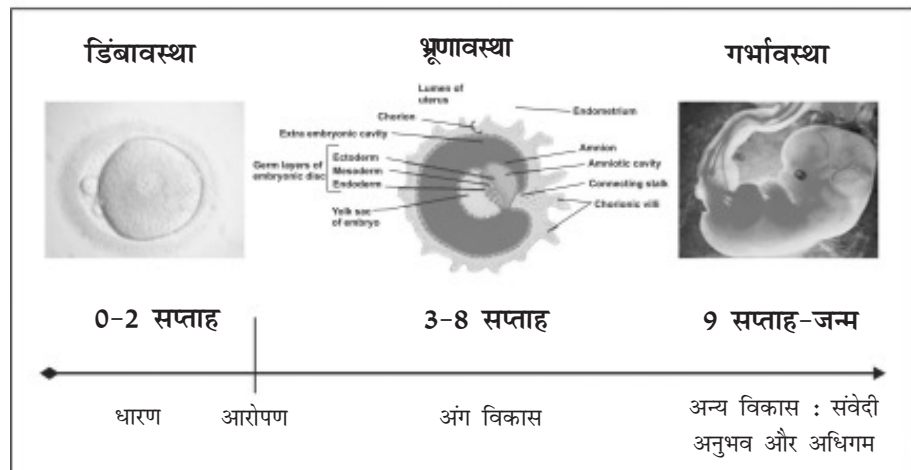 डिंबावस्था
भ्रूणावस्था
गर्भावस्था
Lumen of
uterus
Endometrium
Chorion
Extra embryonic cavity
Amnion
Germ layers of
embryonic disc
Ectoderm
Mesoderm
Endoderm
Amniotic cavity
Connecting stalk
Yolk sac
of embryo
Chorionic villi
0-2 सप्ताह
3-8 सप्ताह
9 सप्ताह-जन्म
धारण
आरोपण
अंग विकास
अन्य विकास : संवेदी
अनुभव और अधिगम